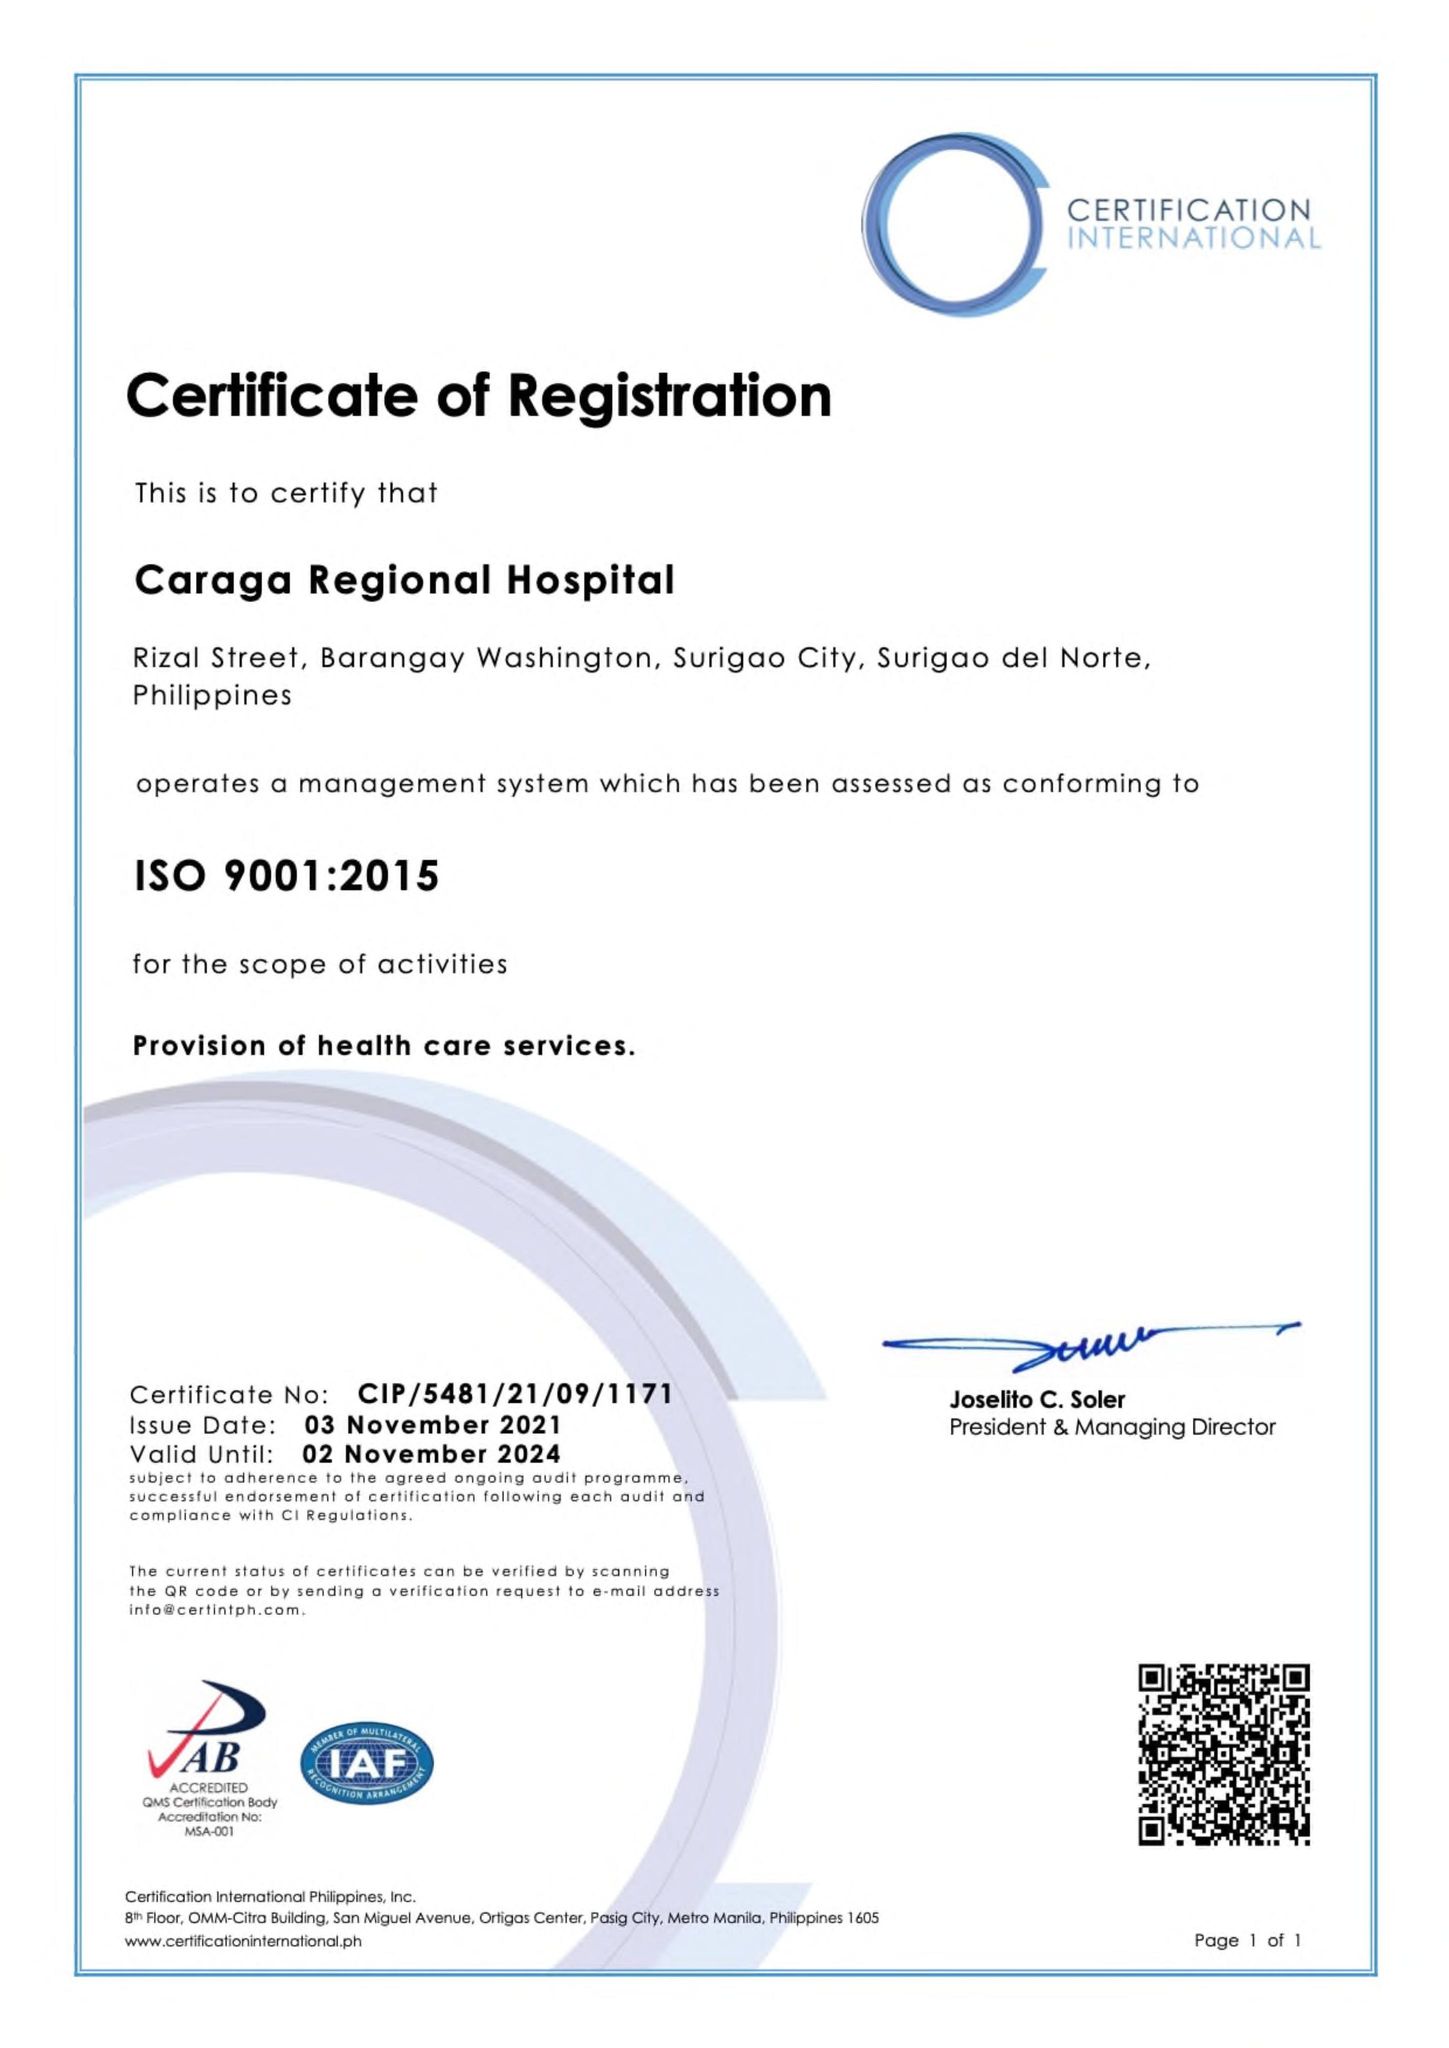 CERTIFICATION
INTERNATIONAL
Certificate of Registration
This is to certify that
Caraga Regional Hospital
Rizal Street, Barangay Washington, Surigao City, Surigao del Norte,
Philippines
operates a management system which has been assessed as conforming to
ISO 9001:2015
for the scope of activities
Provision of health care services.
Joselito C. Soler
President & Managing Director
Certificate No: CIP/5481/21/09/1171
Issue Date: 03 November 2021
Valid Until: 02 November 2024
subject to adherence to the agreed ongoing audit programme,
successful endorsement of certification following each audit and
compliance with CI Regulations.
The current status of certificates can be verified by scanning
the QR code or by sending a verification request to e-mail address
info@certintph.com.
PAB
ACCREDITED
QMS Certification Body
Accreditation No:
MSA-001
MEMBER OF MULTILATERAL
IAF
RECOGNITION ARRANGEMENT
Certification International Philippines, Inc.
8th Floor, OMM-Citra Building, San Miguel Avenue, Ortigas Center, Pasig City, Metro Manila, Philippines 1605
www.certificationinternational.ph
Page 1 of 1